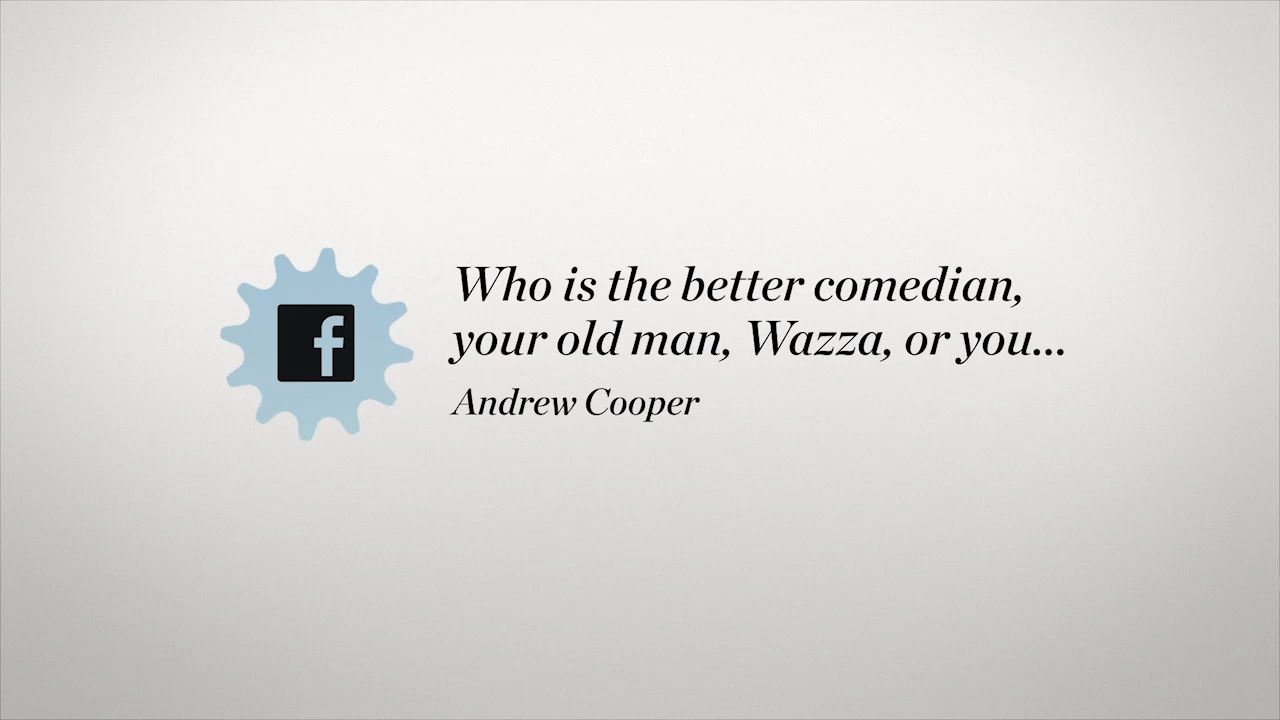 Who is the better comedian,
your old man, Wazza, or you...
Andrew Cooper